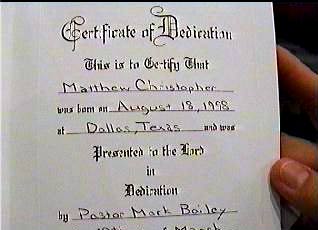 Certificate of Dedication
This is to Certify That
Matthew Christopher
was born on August 18, 1988
at Dallas, Texas and was
Presented to the Lord
in
Dedication
by Pastor Mark Bailey